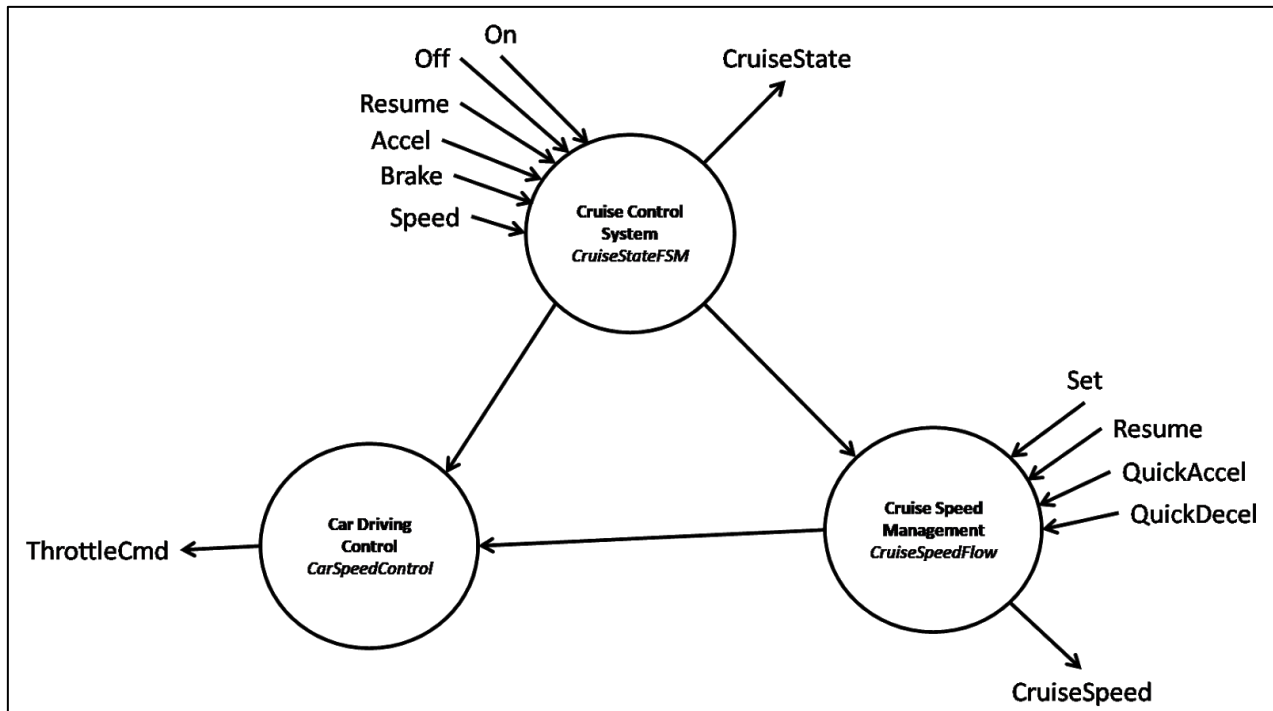 On
Off
CruiseState
Resume
Accel
Brake
Speed
Cruise Control
System
CruiseStateFSM
Set
Resume
QuickAccel
QuickDecel
Cruise Speed
Management
CruiseSpeedFlow
Car Driving
Control
CarSpeedControl
ThrottleCmd
CruiseSpeed